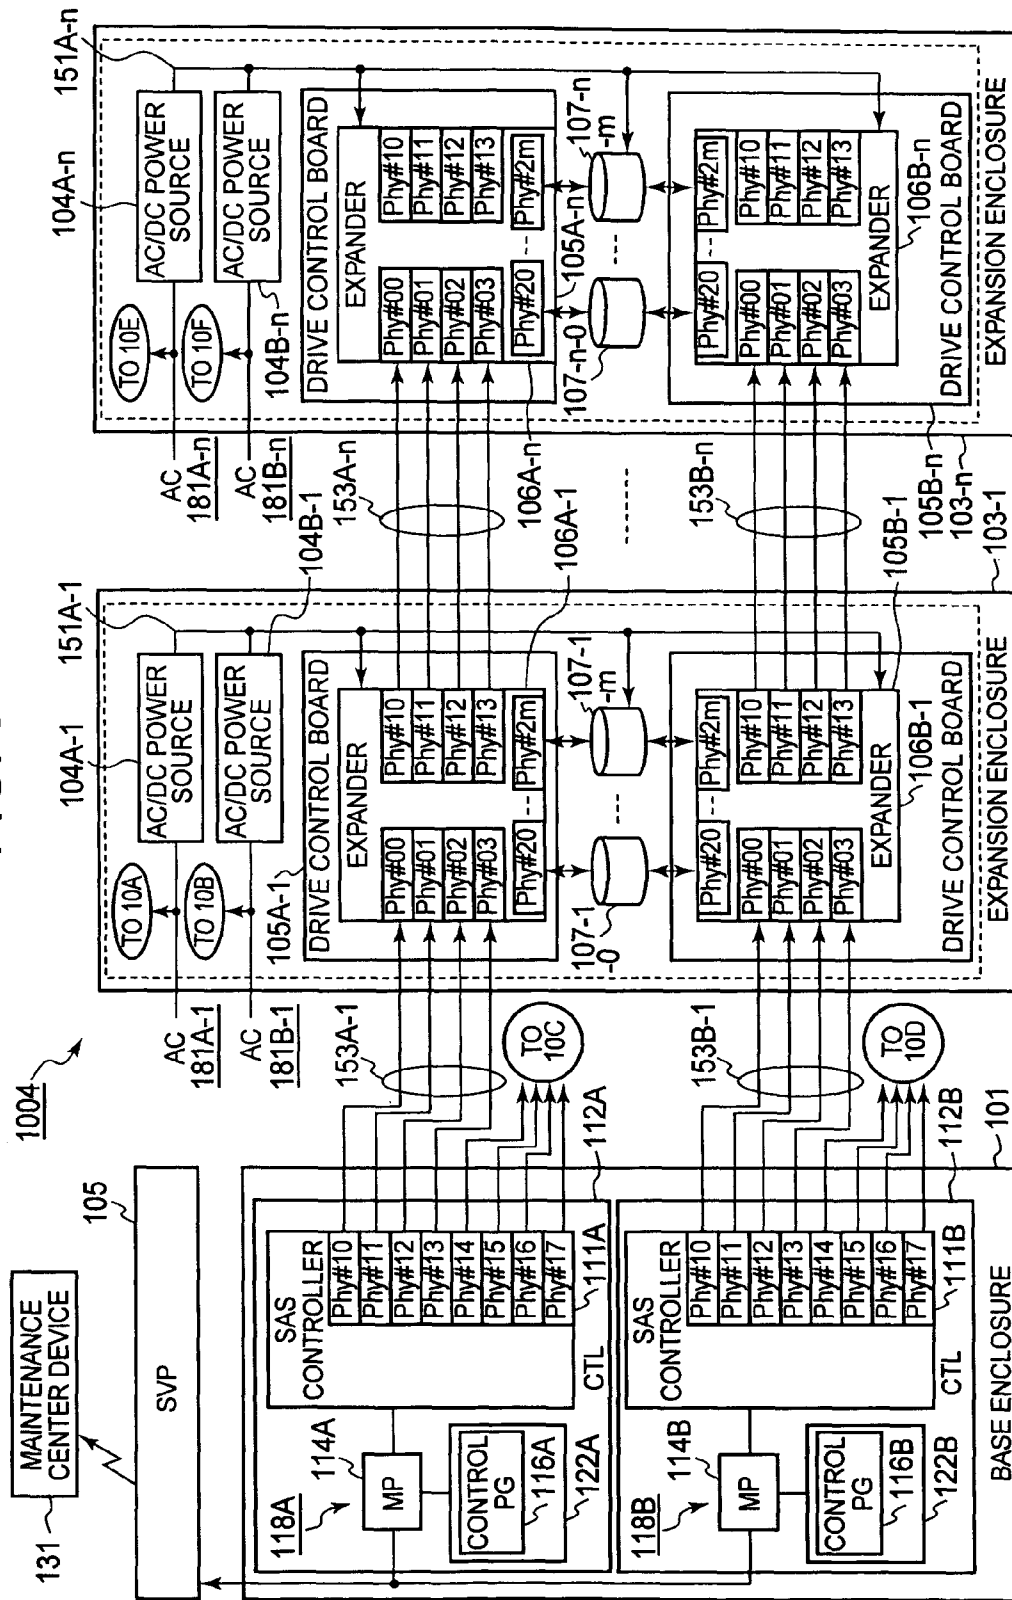 1004
MAINTENANCE
CENTER DEVICE
131
SVP
105
118A
114A
MP
CONTROL
PG
116A
122A
SAS
CONTROLLER
Phy#10
Phy#11
Phy#12
Phy#13
Phy#14
Phy#15
Phy#16
Phy#17
111A
CTL
112A
153A-1
TO
10C
118B
114B
MP
CONTROL
PG
116B
122B
SAS
CONTROLLER
Phy#10
Phy#11
Phy#12
Phy#13
Phy#14
Phy#15
Phy#16
Phy#17
111B
CTL
112B
153B-1
TO
10D
BASE ENCLOSURE
101
104A-1
151A-1
AC
181A-1
TO 10A
AC/DC POWER
SOURCE
AC
181B-1
TO 10B
AC/DC POWER
SOURCE
104B-1
105A-1
DRIVE CONTROL BOARD
EXPANDER
Phy#00
Phy#01
Phy#02
Phy#03
Phy#10
Phy#11
Phy#12
Phy#13
Phy#20
Phy#2m
106A-1
107-1
-0
107-1
-m
Phy#20
Phy#2m
Phy#00
Phy#01
Phy#02
Phy#03
Phy#10
Phy#11
Phy#12
Phy#13
EXPANDER
106B-1
DRIVE CONTROL BOARD
105B-1
EXPANSION ENCLOSURE
103-1
153A-n
153B-n
104A-n
151A-n
AC
181A-n
TO 10E
AC/DC POWER
SOURCE
AC
181B-n
TO 10F
AC/DC POWER
SOURCE
104B-n
DRIVE CONTROL BOARD
EXPANDER
Phy#00
Phy#01
Phy#02
Phy#03
Phy#10
Phy#11
Phy#12
Phy#13
Phy#20
Phy#2m
106A-n
105A-n
107-n-0
107-n
-m
Phy#20
Phy#2m
Phy#00
Phy#01
Phy#02
Phy#03
Phy#10
Phy#11
Phy#12
Phy#13
EXPANDER
106B-n
DRIVE CONTROL BOARD
105B-n
EXPANSION ENCLOSURE
103-n